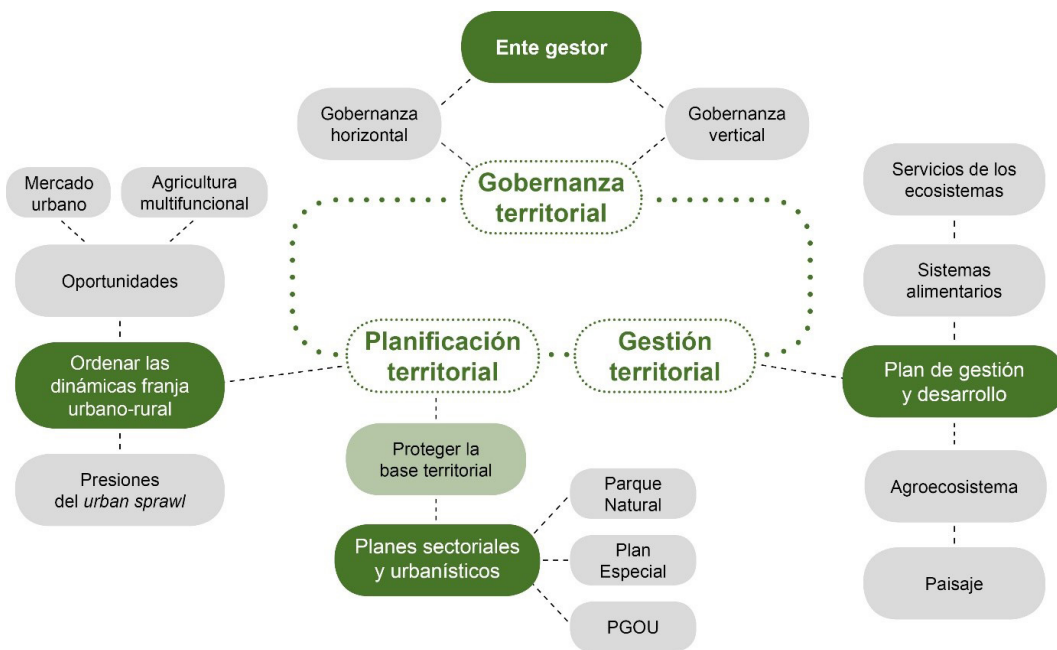 Ente gestor
Gobernanza
horizontal
Gobernanza
vertical
Gobernanza
territorial
Mercado
urbano
Agricultura
multifuncional
Oportunidades
Ordenar las
dinámicas franja
urbano-rural
Presiones
del urban sprawl
Planificación
territorial
Gestión
territorial
Proteger la
base territorial
Planes sectoriales
y urbanísticos
Parque
Natural
Plan
Especial
PGOU
Servicios de los
ecosistemas
Sistemas
alimentarios
Plan de gestión
y desarrollo
Agroecosistema
Paisaje